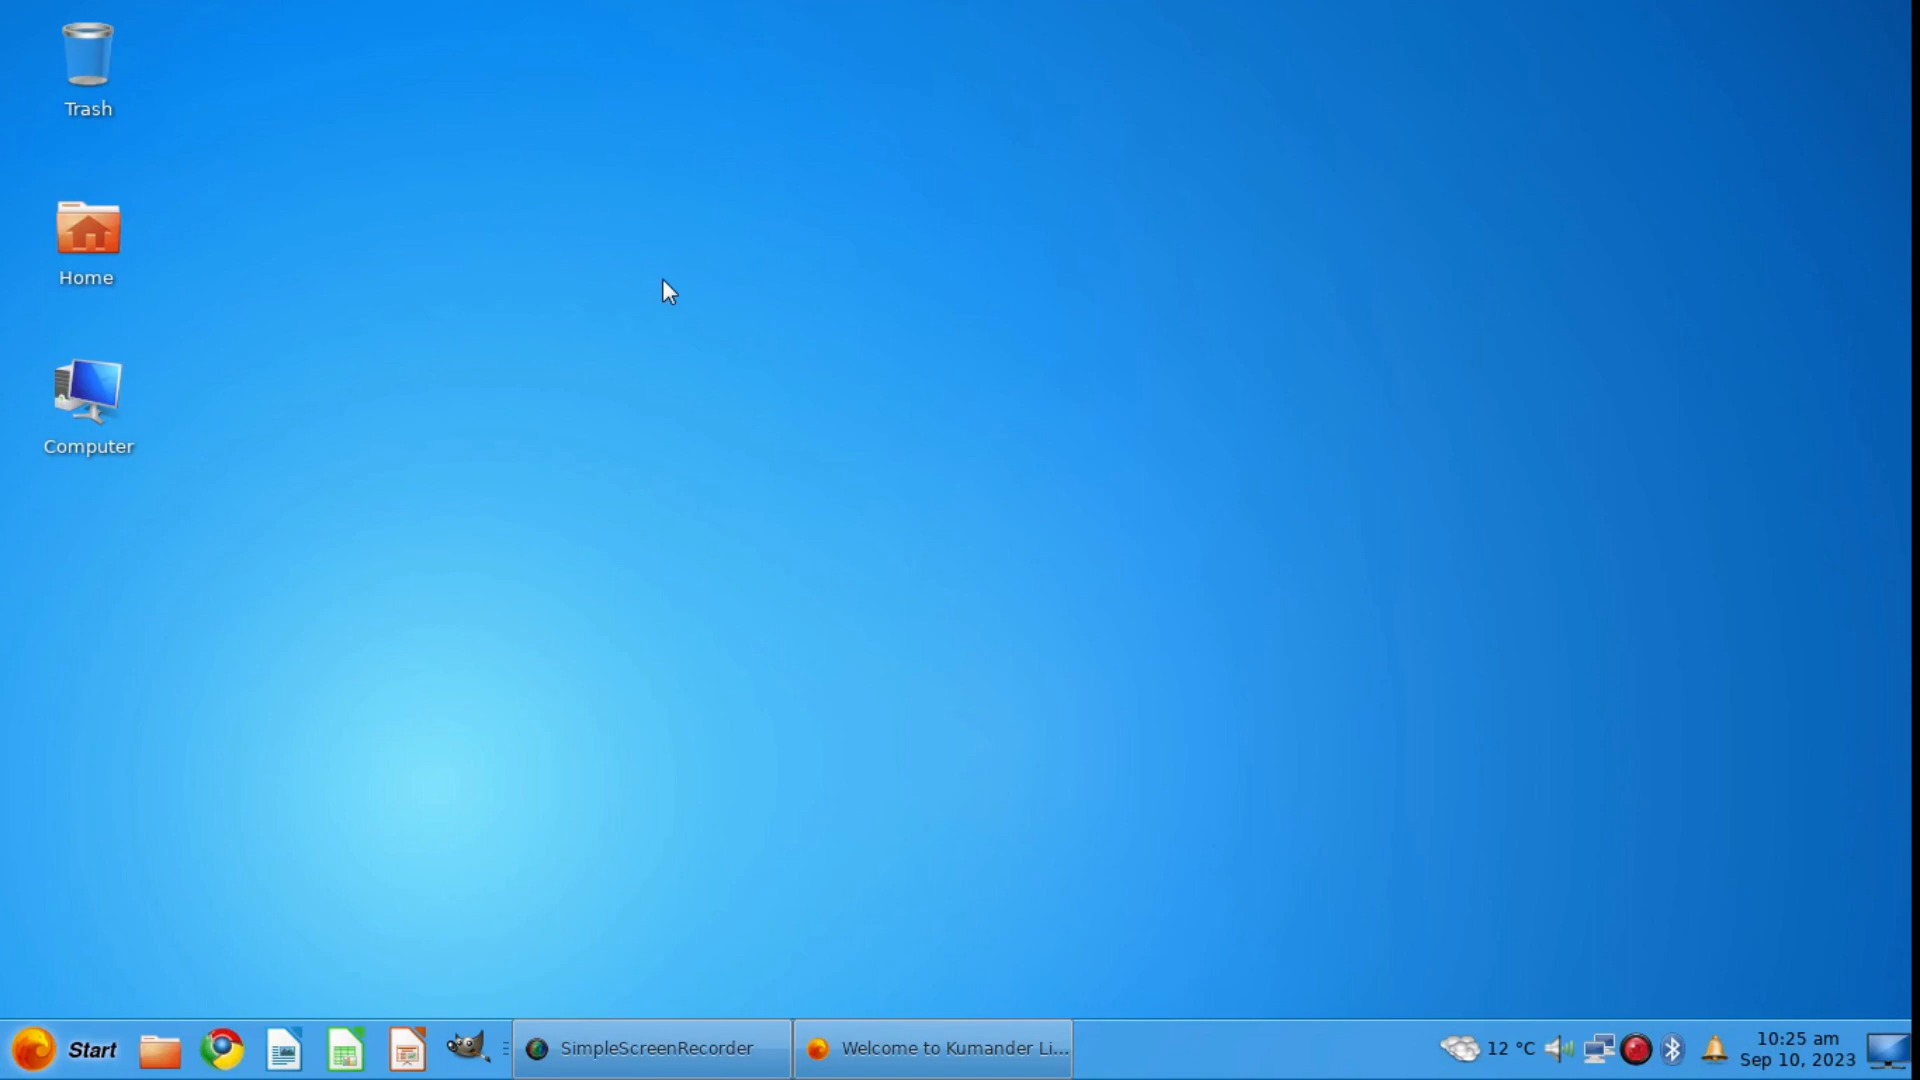 Trash
Home
Computer
Start
SimpleScreenRecorder
Welcome to Kumander Li...
12 °C
10:25 am
Sep 10, 2023